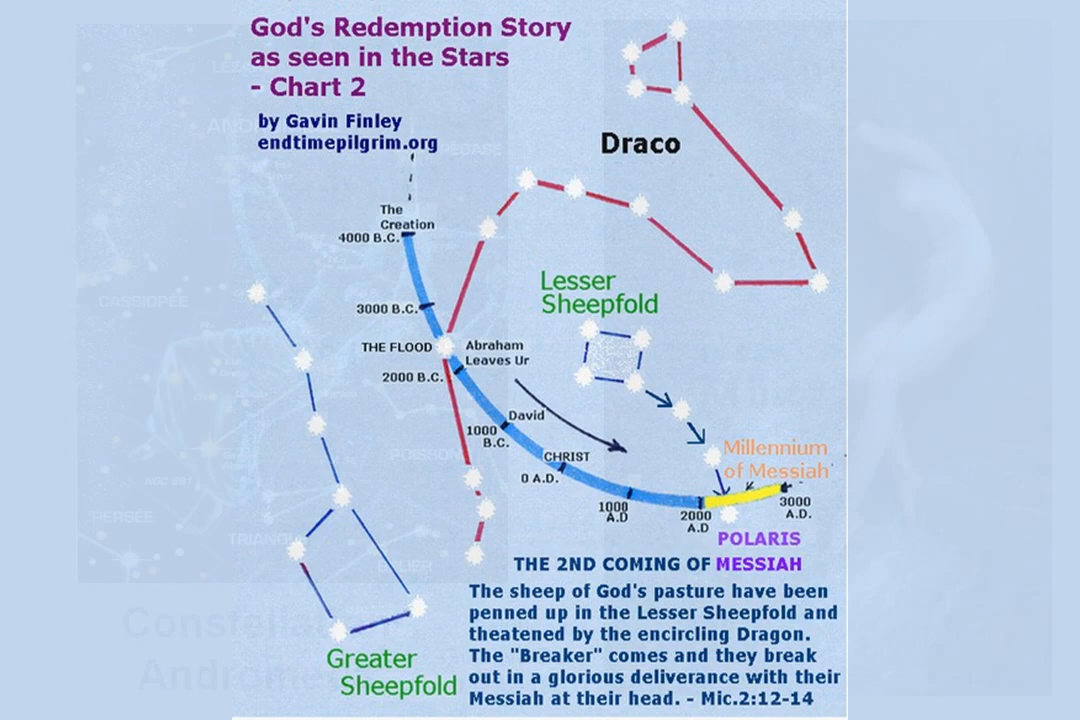 God's Redemption Story
as seen in the Stars
- Chart 2
by Gavin Finley
endtimepilgrim.org
Draco
The
Creation
4000 B.C.
3000 B.C.
THE FLOOD
Abraham
Leaves Ur
2000 B.C.
David
1000
B.C.
CHRIST
0 A.D.
1000
A.D
2000
A.D
3000
A.D.
Lesser
Sheepfold
Millennium
of Messiah
POLARIS
THE 2ND COMING OF MESSIAH
The sheep of God's pasture have been
penned up in the Lesser Sheepfold and
theatened by the encircling Dragon.
The "Breaker" comes and they break
out in a glorious deliverance with their
Messiah at their head. - Mic.2:12-14
Greater
Sheepfold
CASSIOPÉE
POISSON